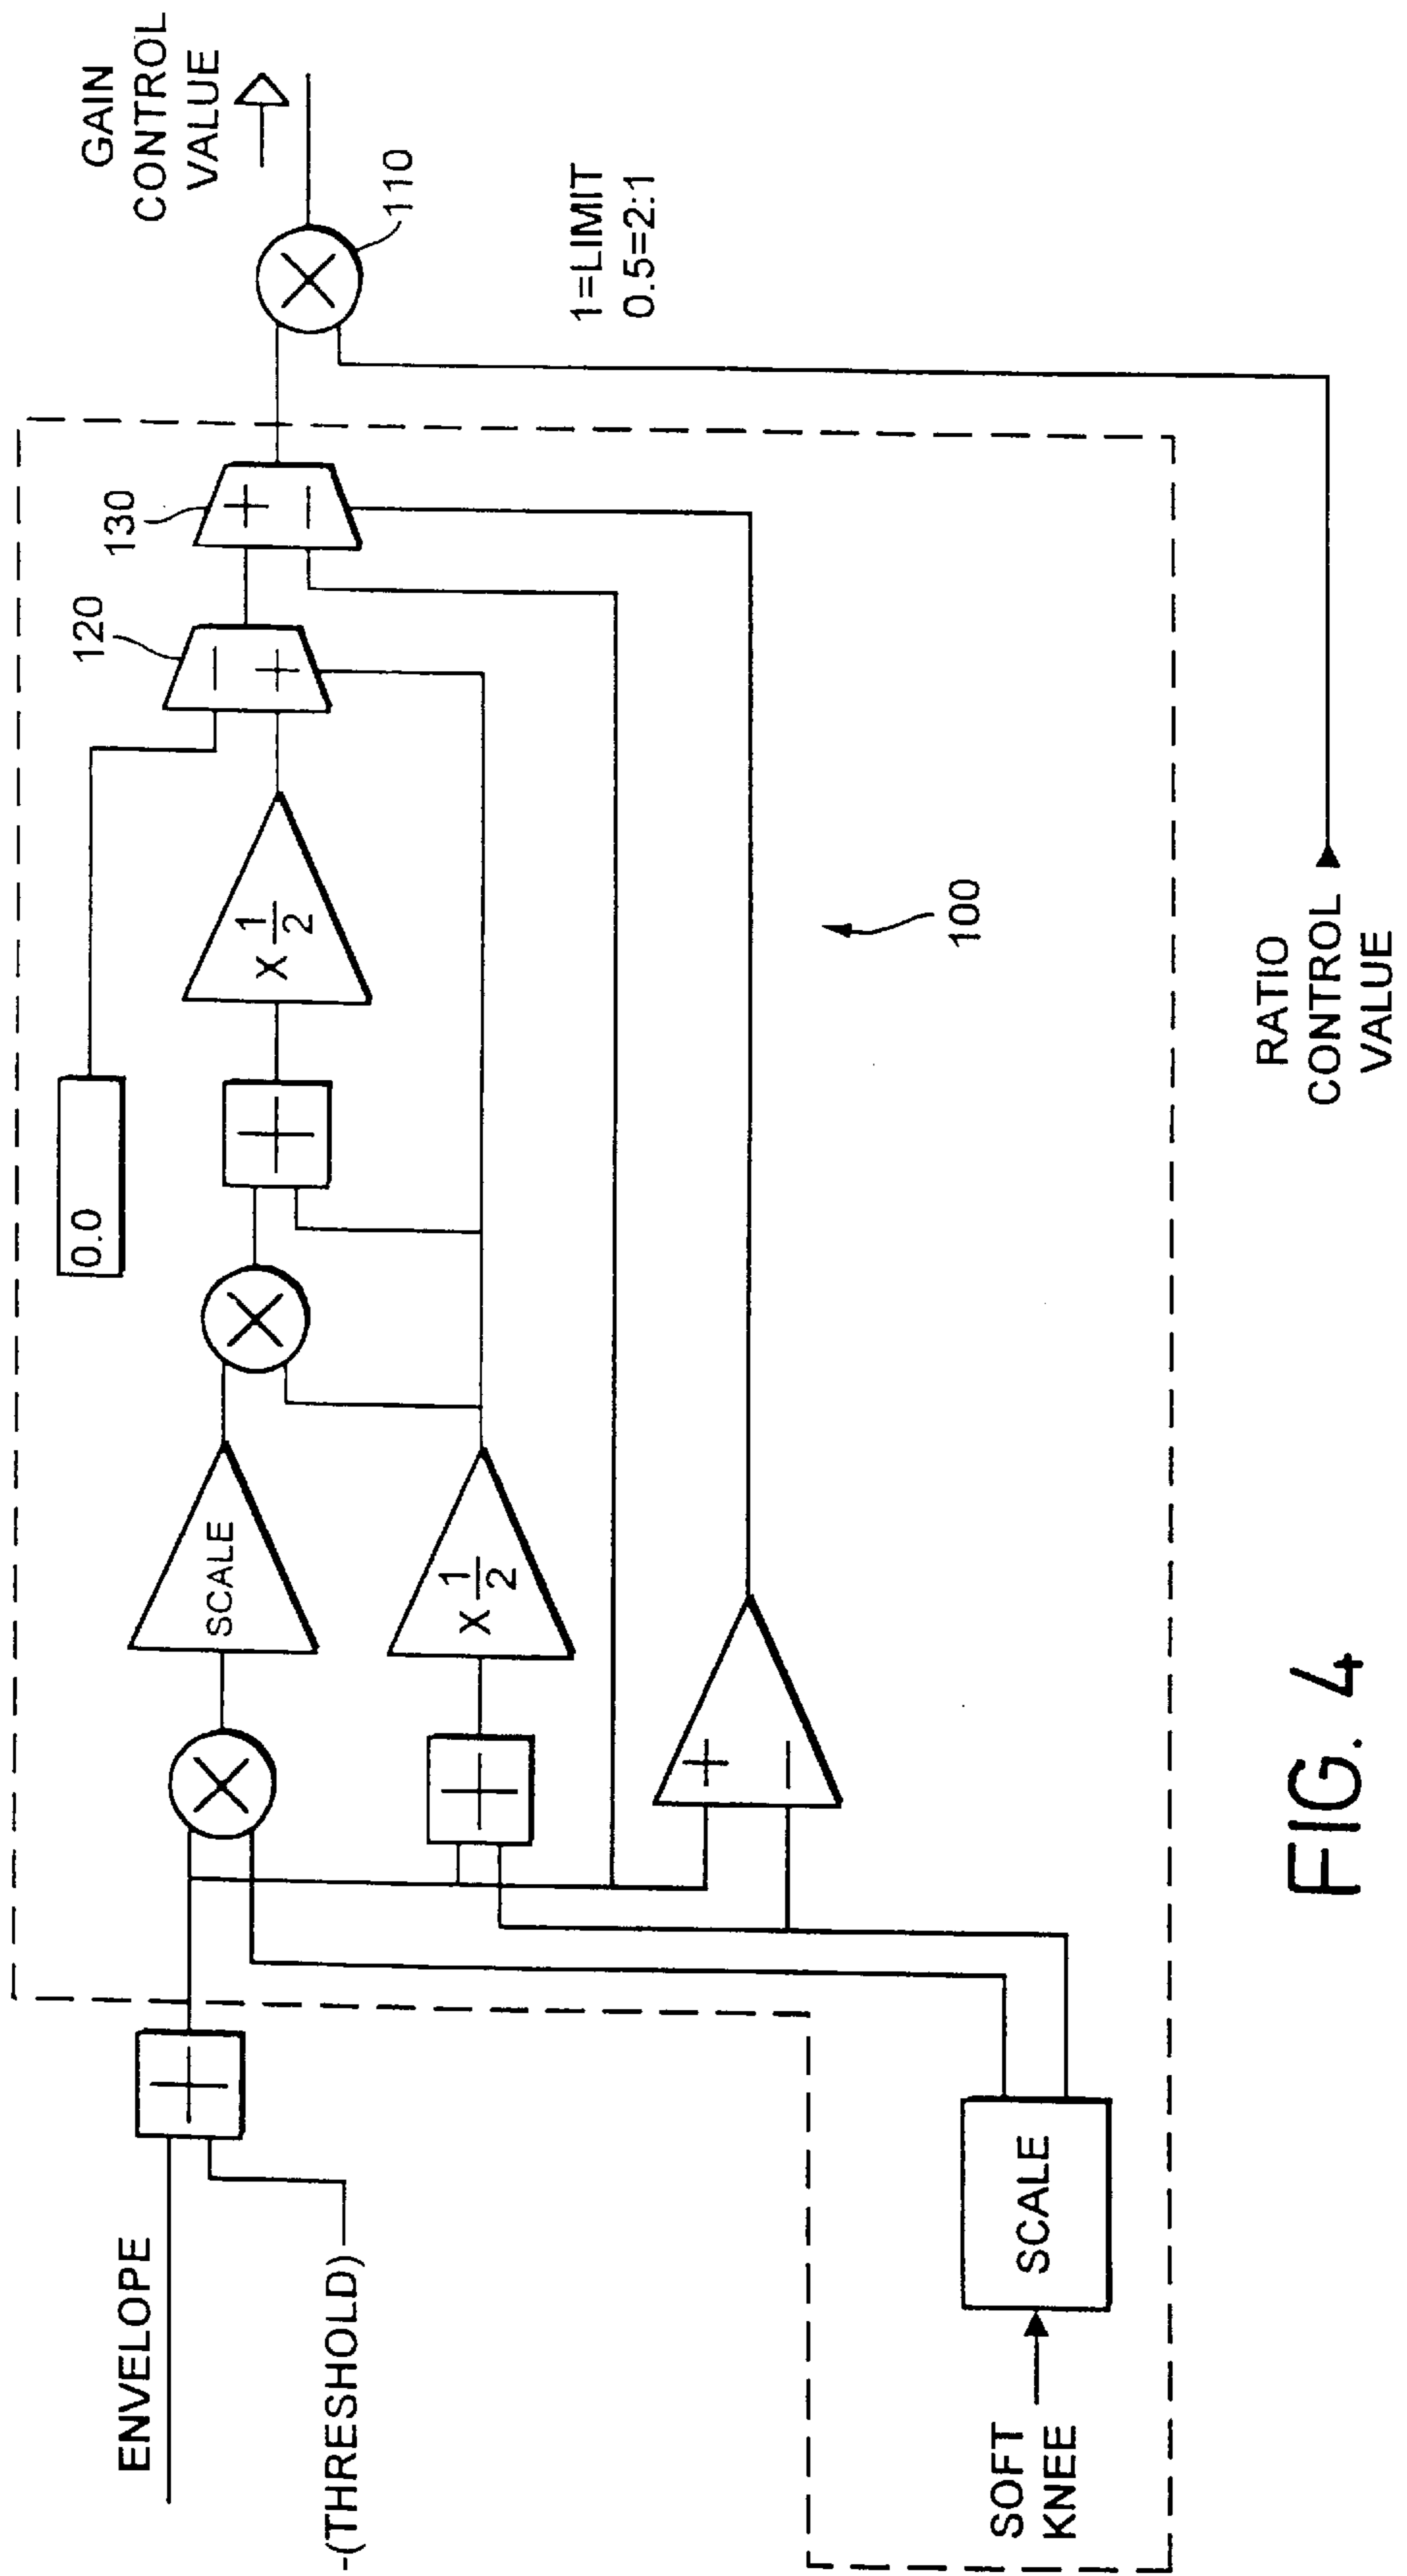 ENVELOPE
-(THRESHOLD)
SOFT
KNEE
SCALE
SCALE
X 1/2
+
−
0.0
X 1/2
100
120
−
+
130
+
−
110
GAIN
CONTROL
VALUE
1=LIMIT
0.5=2:1
RATIO
CONTROL
VALUE
FIG. 4